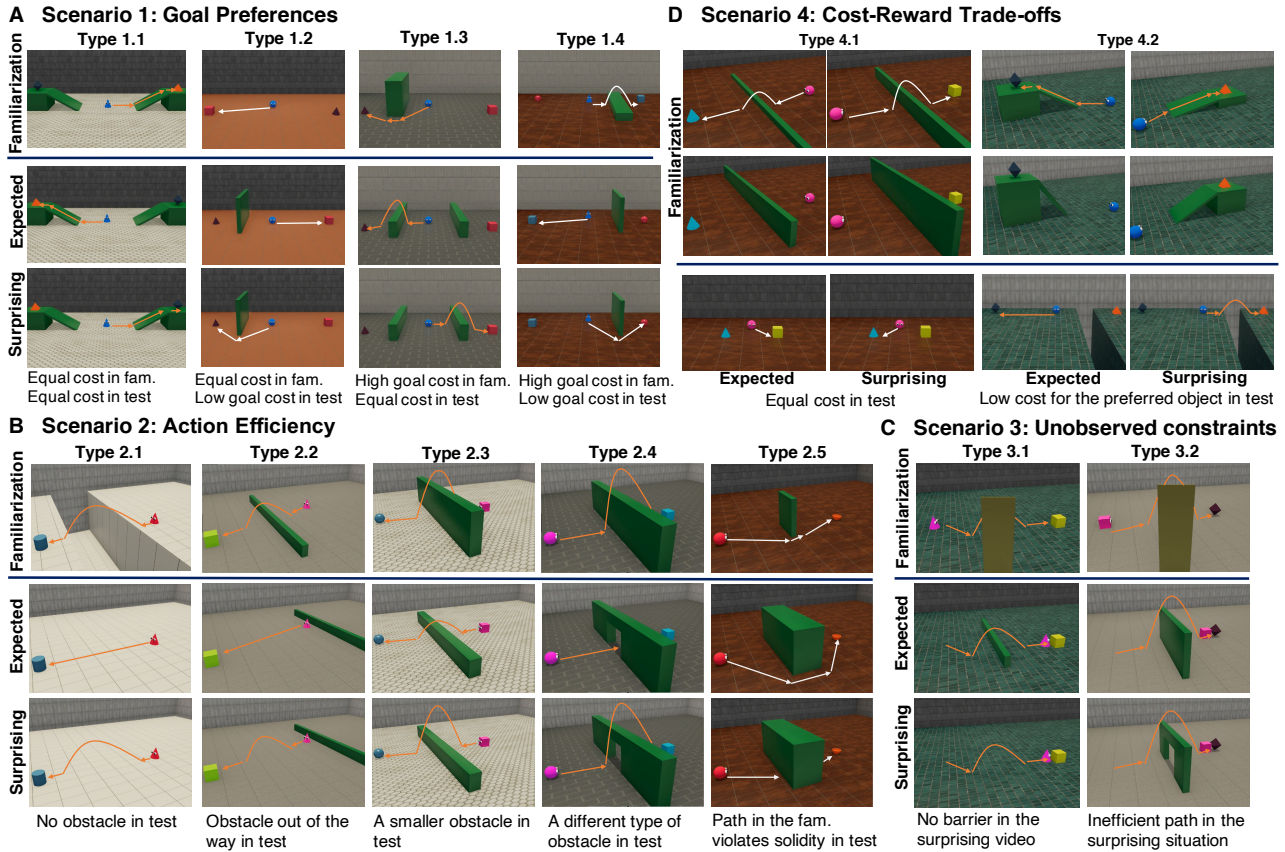 A Scenario 1: Goal Preferences
Type 1.1 Type 1.2 Type 1.3 Type 1.4
Familiarization
Expected
Surprising
Equal cost in fam.
Equal cost in test
Equal cost in fam.
Low goal cost in test
High goal cost in fam.
Equal cost in test
High goal cost in fam.
Low goal cost in test
D Scenario 4: Cost-Reward Trade-offs
Type 4.1 Type 4.2
Familiarization
Expected Surprising Expected Surprising
Equal cost in test
Low cost for the preferred object in test
B Scenario 2: Action Efficiency
Type 2.1 Type 2.2 Type 2.3 Type 2.4 Type 2.5
Familiarization
Expected
Surprising
No obstacle in test
Obstacle out of the
way in test
A smaller obstacle in
test
A different type of
obstacle in test
Path in the fam.
violates solidity in test
C Scenario 3: Unobserved constraints
Type 3.1 Type 3.2
Familiarization
Expected
Surprising
No barrier in the
surprising video
Inefficient path in the
surprising situation